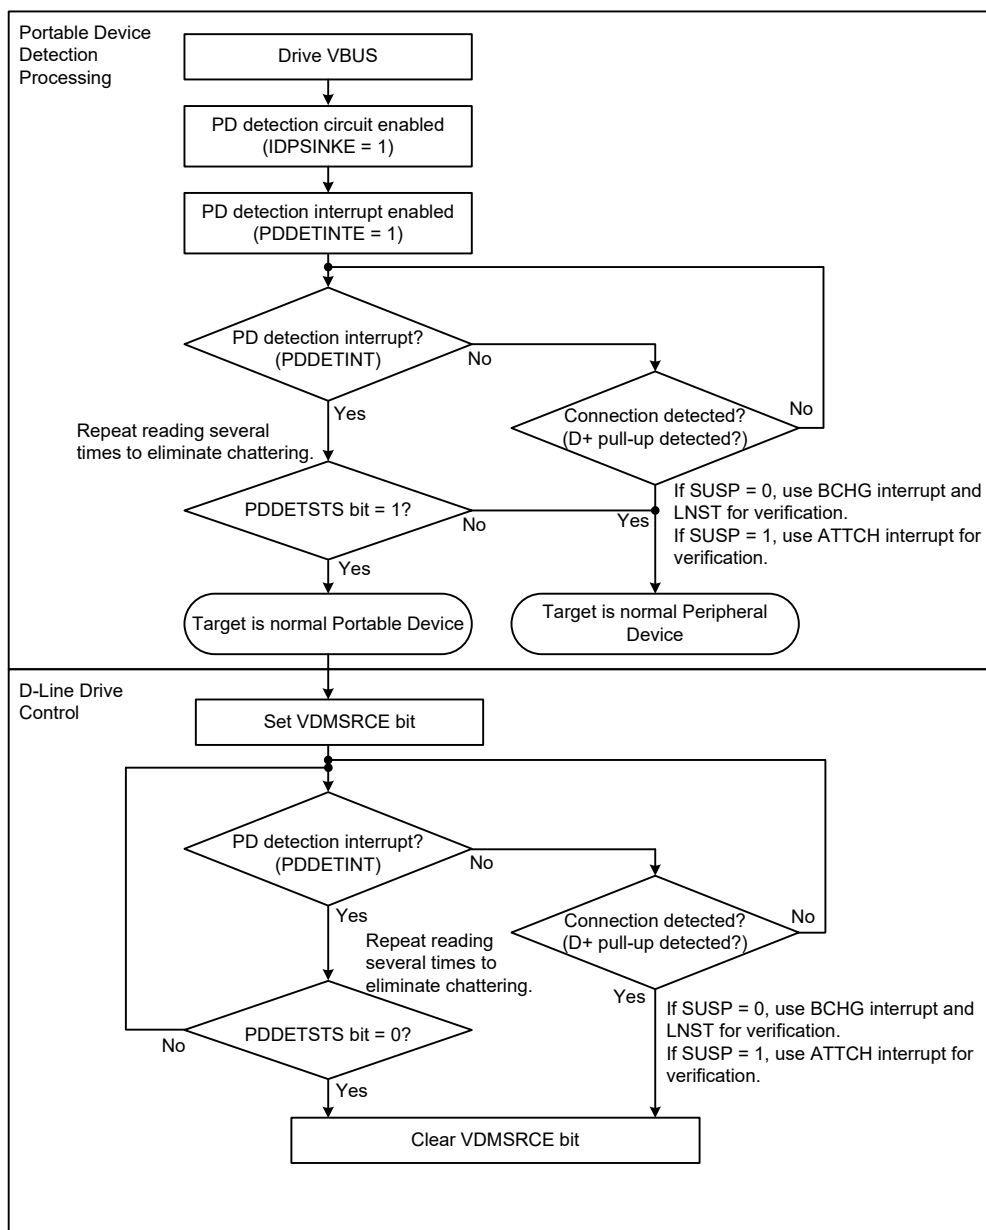 Portable Device
Detection
Processing
Drive VBUS
PD detection circuit enabled
(IDPSINKE = 1)
PD detection interrupt enabled
(PDDETINTE = 1)
PD detection interrupt?
(PDDETINT)
No
Yes
Connection detected?
(D+ pull-up detected?)
No
Repeat reading several
times to eliminate chattering.
PDDETSTS bit = 1?
No
Yes
Yes
If SUSP = 0, use BCHG interrupt and
LNST for verification.
If SUSP = 1, use ATTCH interrupt for
verification.
Target is normal Portable Device
Target is normal Peripheral
Device
D-Line Drive
Control
Set VDMSRCE bit
PD detection interrupt?
(PDDETINT)
No
Yes
Connection detected?
(D+ pull-up detected?)
No
Repeat reading
several times to
eliminate chattering.
Yes
If SUSP = 0, use BCHG interrupt and
LNST for verification.
If SUSP = 1, use ATTCH interrupt for
verification.
PDDETSTS bit = 0?
No
Yes
Clear VDMSRCE bit